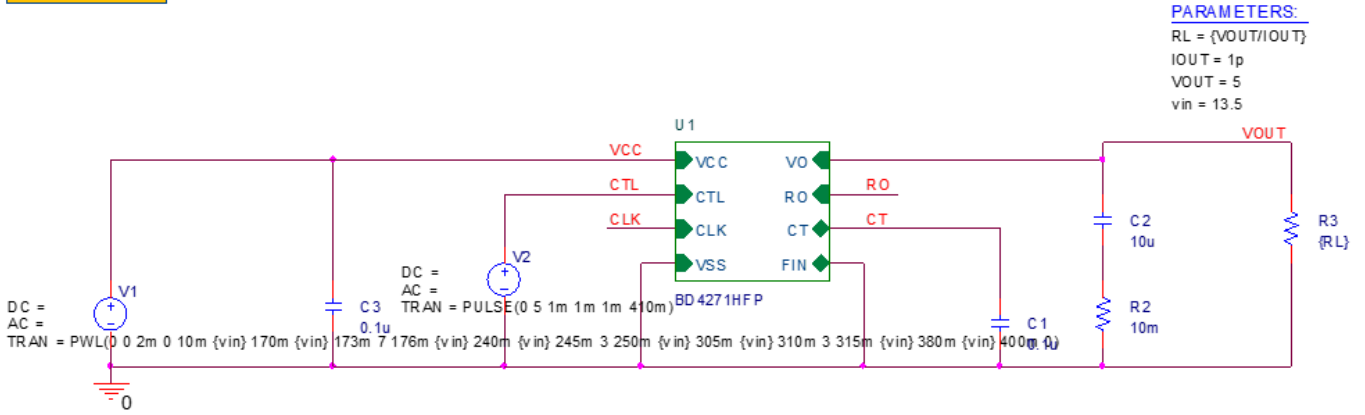 PARAMETERS:
RL = {VOUT/IOUT}
IOUT = 1p
VOUT = 5
vin = 13.5
U1
VOUT
VCC
VCC
VO
CTL
CTL
RO
RO
CLK
CLK
CT
CT
VSS
FIN
BD4271HFP
C2
10u
R3
{RL}
V2
DC =
AC =
TRAN = PULSE(0 5 1m 1m 1m 410m)
V1
DC =
AC =
TRAN = PWL(0 0 2m 0 10m {vin} 170m {vin} 173m 7 176m {vin} 240m {vin} 245m 3 250m {vin} 305m {vin} 310m 3 315m {vin} 380m {vin} 400m 0)
C3
0.1u
C1
0.1u
R2
10m
0